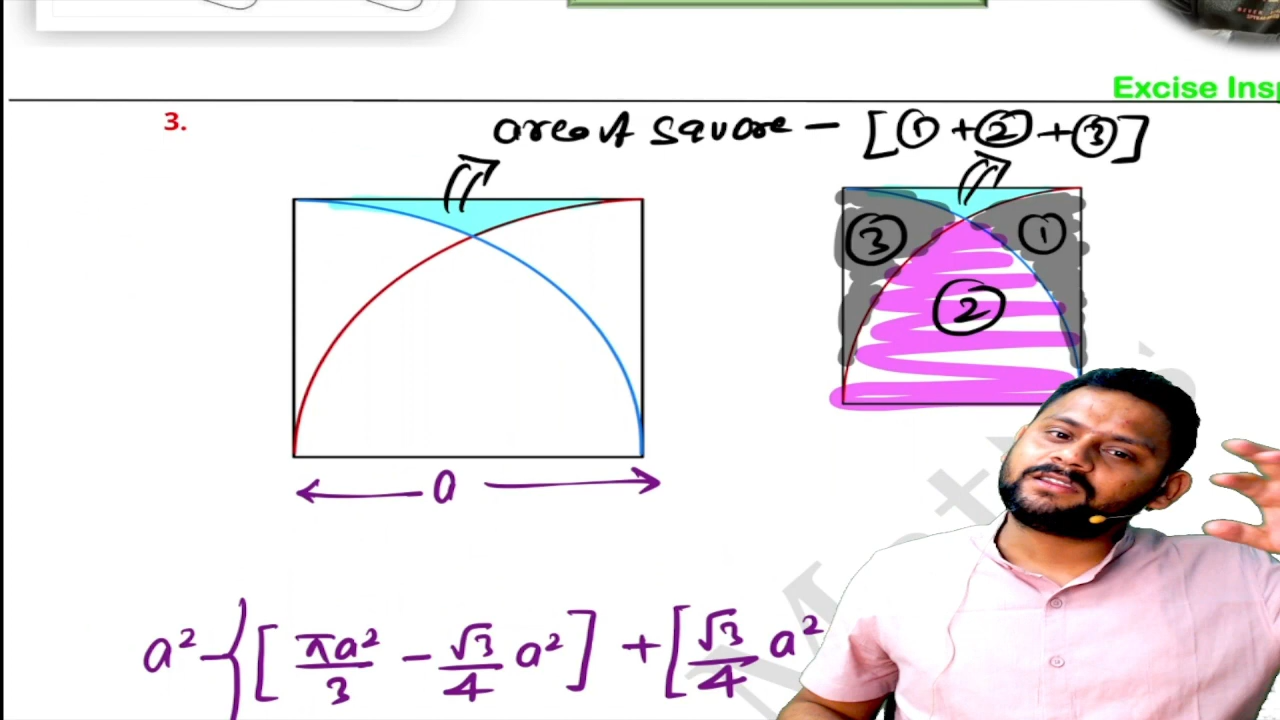 Excise Insp
3.
area of square - [① + ② + ③]
③
①
②
a
a² - { [ πa²/3 - √3/4 a² ] + [ √3/4 a²